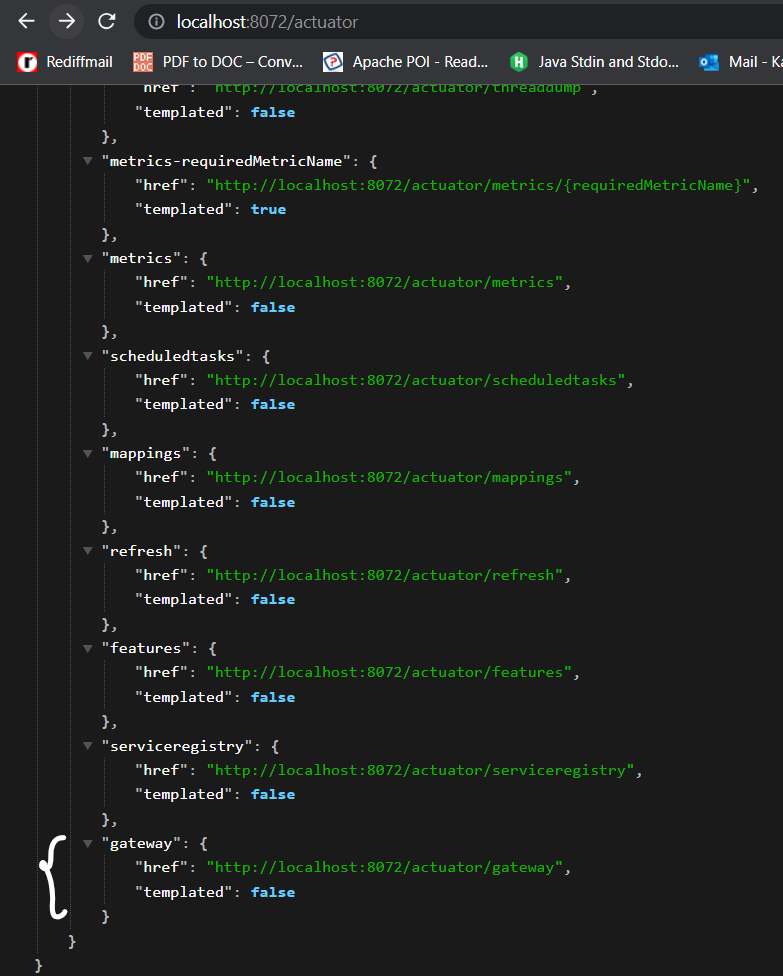 localhost:8072/actuator
Rediffmail PDF to DOC – Conv... Apache POI - Read... Java Stdin and Stdo... Mail - Ka
"href": "http://localhost:8072/actuator/threaddump",
"templated": false
},
"metrics-requiredMetricName": {
"href": "http://localhost:8072/actuator/metrics/{requiredMetricName}",
"templated": true
},
"metrics": {
"href": "http://localhost:8072/actuator/metrics",
"templated": false
},
"scheduledtasks": {
"href": "http://localhost:8072/actuator/scheduledtasks",
"templated": false
},
"mappings": {
"href": "http://localhost:8072/actuator/mappings",
"templated": false
},
"refresh": {
"href": "http://localhost:8072/actuator/refresh",
"templated": false
},
"features": {
"href": "http://localhost:8072/actuator/features",
"templated": false
},
"serviceregistry": {
"href": "http://localhost:8072/actuator/serviceregistry",
"templated": false
},
"gateway": {
"href": "http://localhost:8072/actuator/gateway",
"templated": false
}
}
}